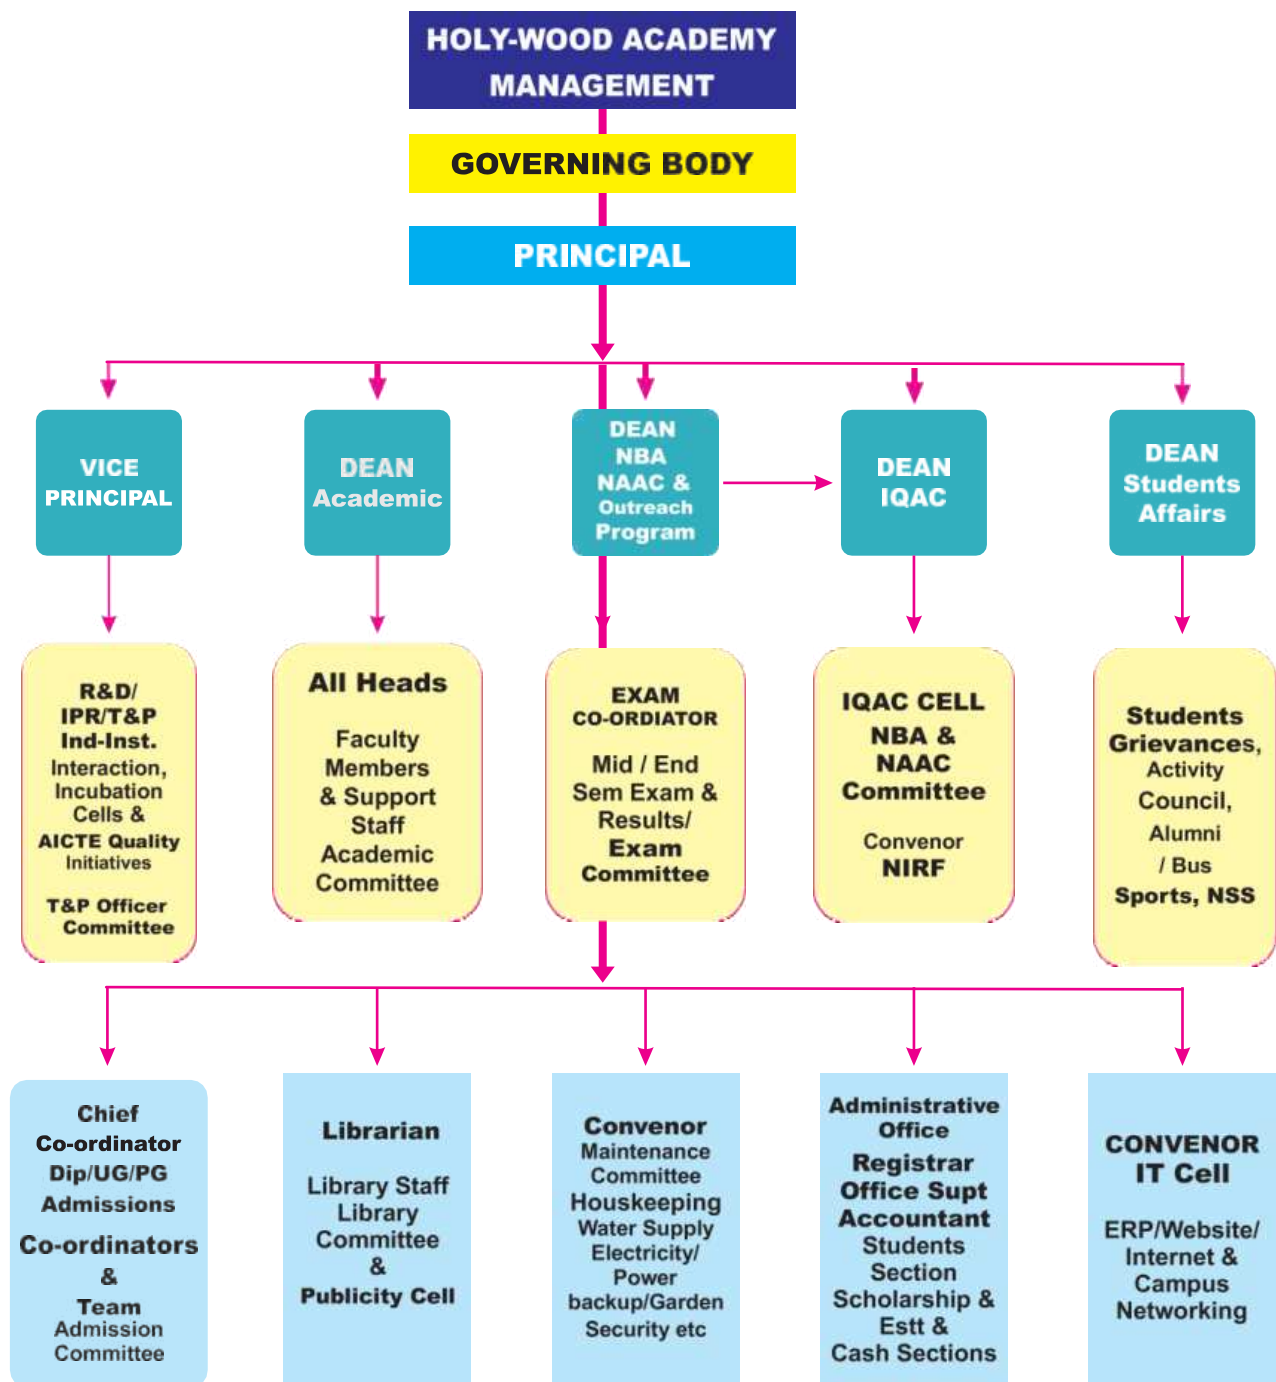 HOLY-WOOD ACADEMY
MANAGEMENT
GOVERNING BODY
PRINCIPAL
VICE
PRINCIPAL
DEAN
Academic
DEAN
NBA
NAAC &
Outreach
Program
DEAN
IQAC
DEAN
Students
Affairs
R&D/
IPR/T&P
Ind-Inst.
Interaction,
Incubation
Cells &
AICTE Quality
Initiatives
T&P Officer
Committee
All Heads
Faculty
Members
& Support
Staff
Academic
Committee
EXAM
CO-ORDIATOR
Mid / End
Sem Exam &
Results/
Exam
Committee
IQAC CELL
NBA &
NAAC
Committee
Convenor
NIRF
Students
Grievances,
Activity
Council,
Alumni
/ Bus
Sports, NSS
Chief
Co-ordinator
Dip/UG/PG
Admissions
Co-ordinators
&
Team
Admission
Committee
Librarian
Library Staff
Library
Committee
&
Publicity Cell
Convenor
Maintenance
Committee
Houskeeping
Water Supply
Electricity/
Power
backup/Garden
Security etc
Administrative
Office
Registrar
Office Supt
Accountant
Students
Section
Scholarship &
Estt &
Cash Sections
CONVENOR
IT Cell
ERP/Website/
Internet &
Campus
Networking